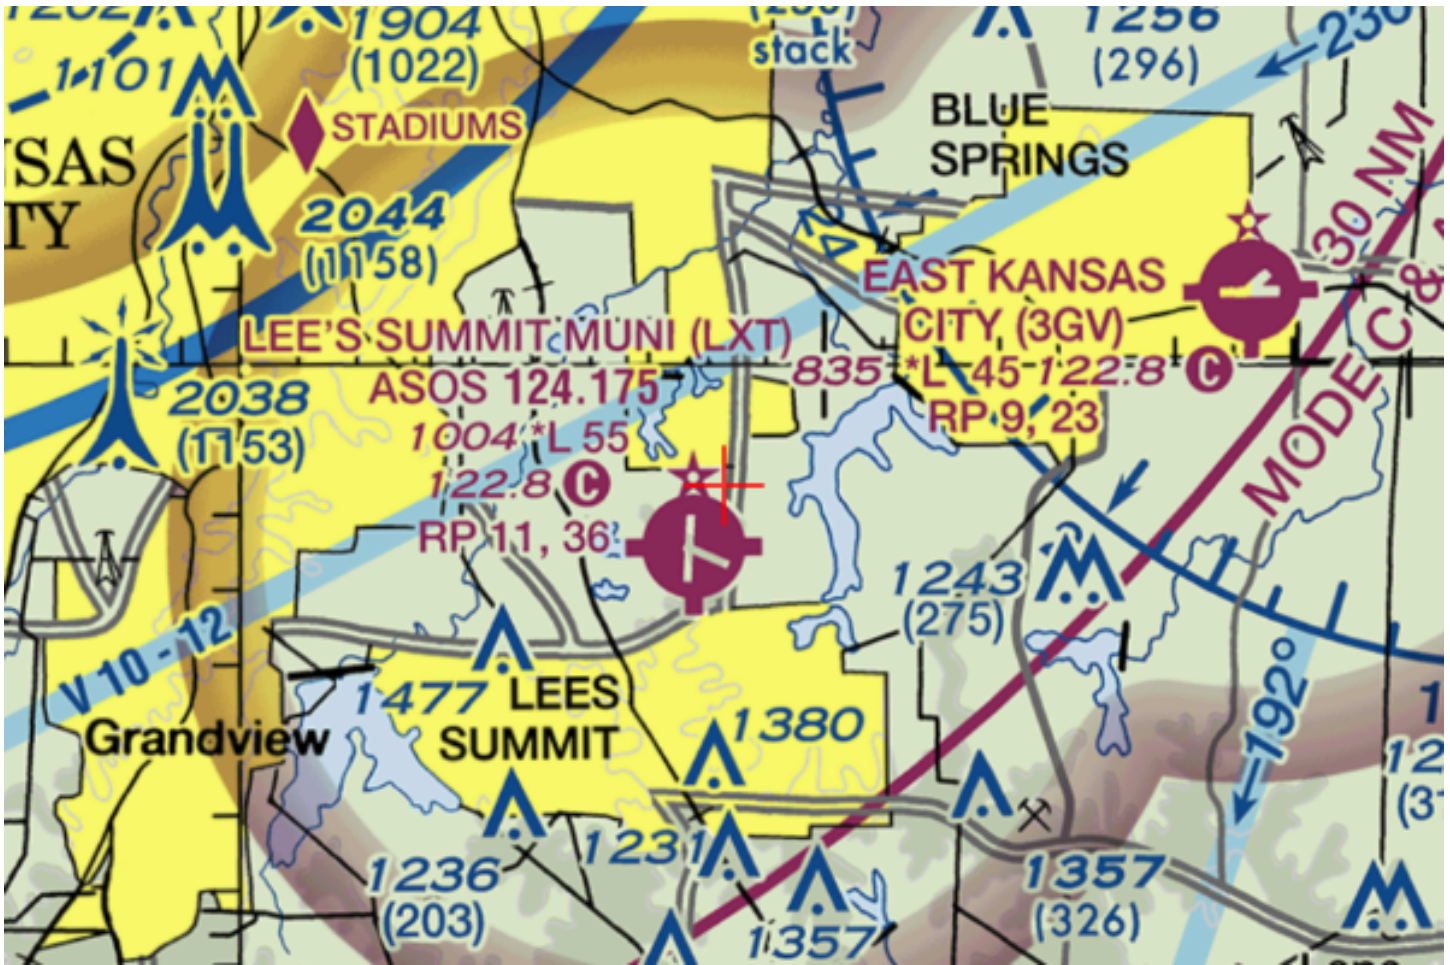 1904
(1022)
stack
1256
(296)
230°
1101
STADIUMS
BLUE
SPRINGS
2044
(1158)
30 NM
EAST KANSAS
CITY (3GV)
835 *L 45 122.8 C
RP 9, 23
MODE C &
LEE'S SUMMIT MUNI (LXT)
ASOS 124.175
1004 *L 55
122.8 C
RP 11, 36
2038
(1153)
1243
(275)
V 10 - 12
192°
1477
LEES
SUMMIT
Grandview
1380
1236
(203)
1231
1357
1357
(326)